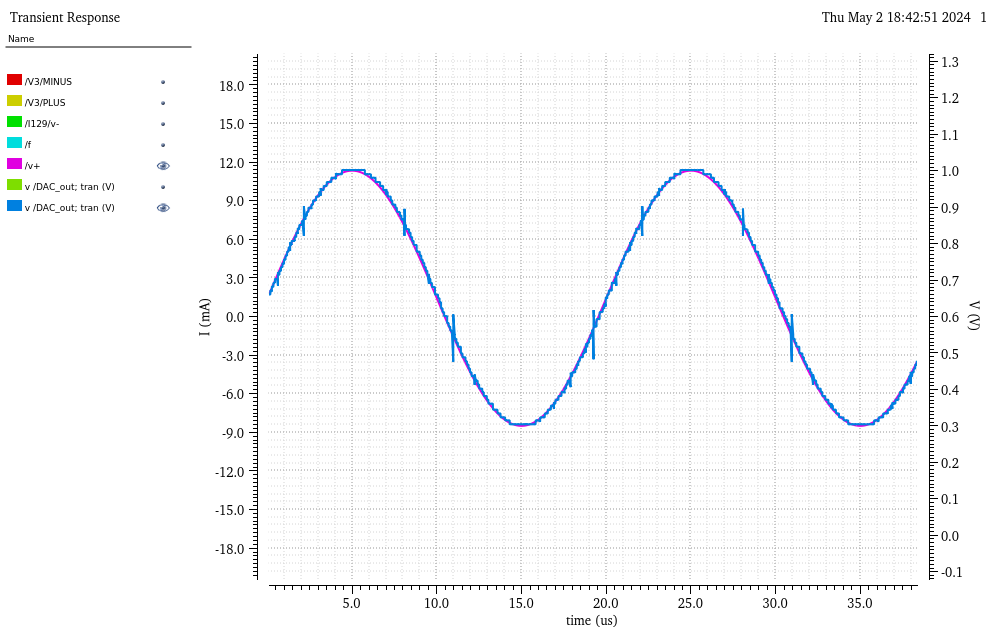 Transient Response
Thu May 2 18:42:51 2024 1
Name
/V3/MINUS
/V3/PLUS
/I129/v-
/f
/v+
v /DAC_out; tran (V)
v /DAC_out; tran (V)
I (mA)
18.0
15.0
12.0
9.0
6.0
3.0
0.0
-3.0
-6.0
-9.0
-12.0
-15.0
-18.0
V (V)
1.3
1.2
1.1
1.0
0.9
0.8
0.7
0.6
0.5
0.4
0.3
0.2
0.1
0.0
-0.1
5.0 10.0 15.0 20.0 25.0 30.0 35.0
time (us)